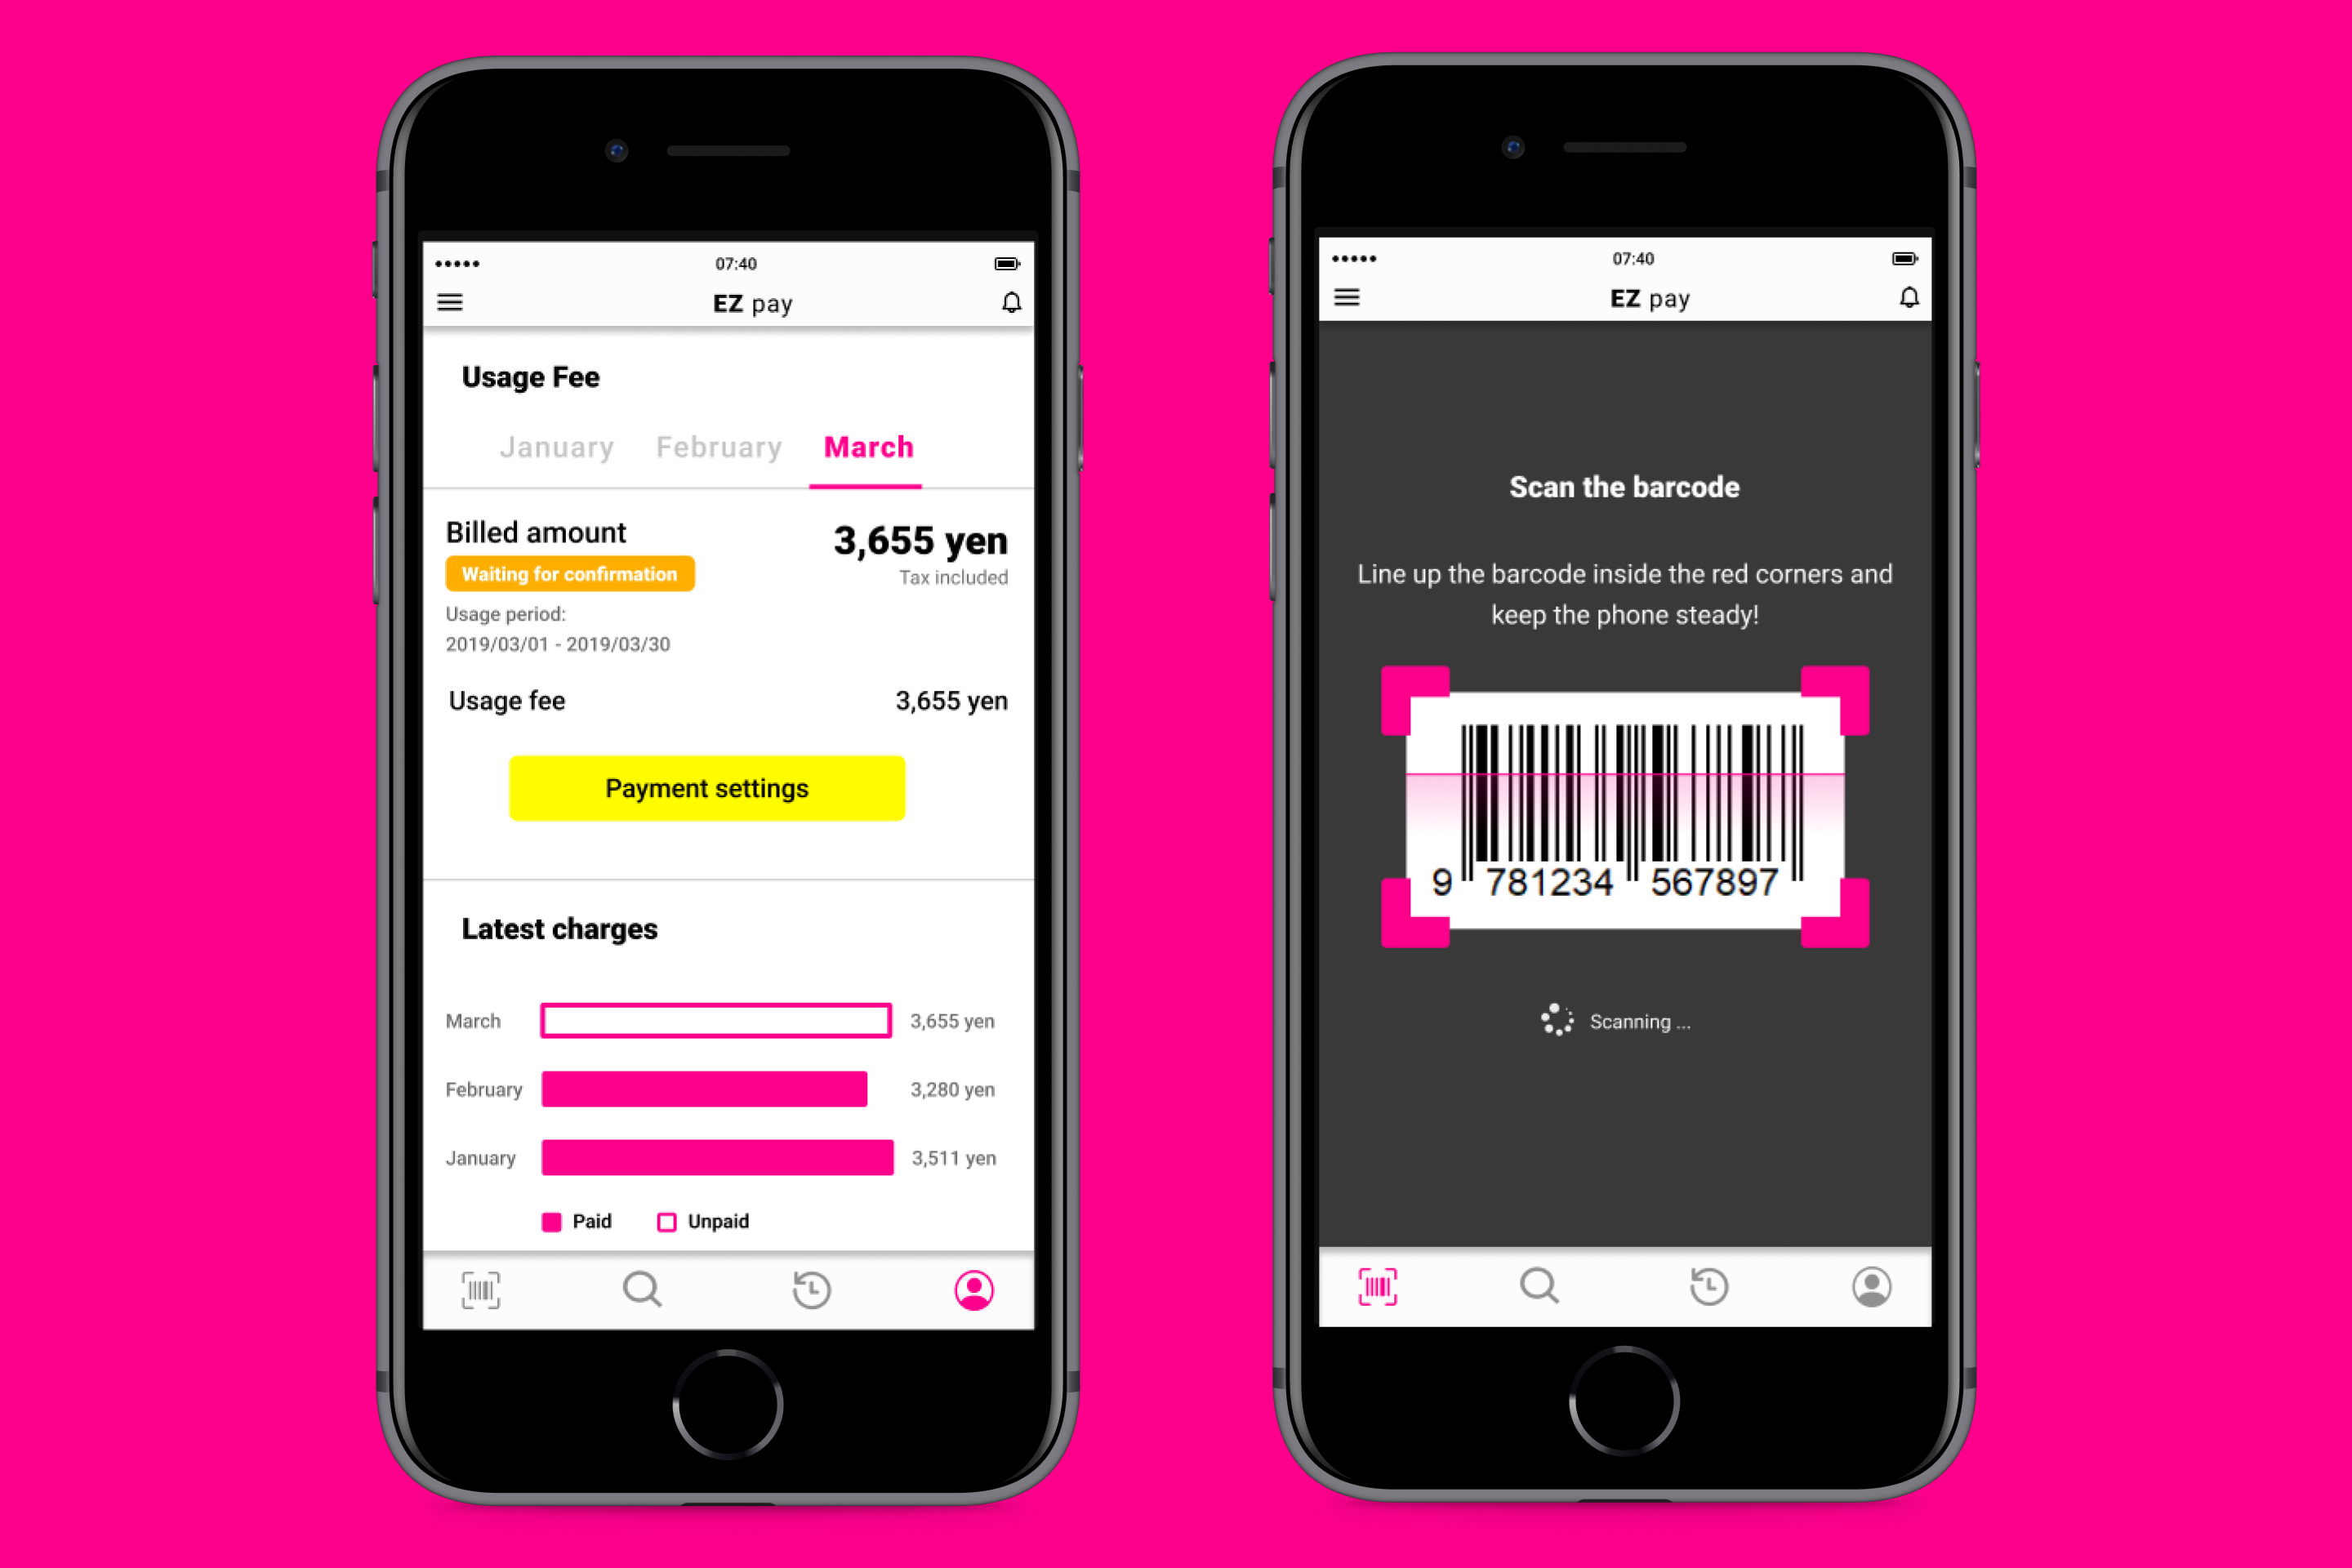 07:40
EZ pay
Usage Fee
January February March
Billed amount 3,655 yen
Waiting for confirmation Tax included
Usage period:
2019/03/01 - 2019/03/30
Usage fee 3,655 yen
Payment settings
Latest charges
March 3,655 yen
February 3,280 yen
January 3,511 yen
Paid Unpaid
07:40
EZ pay
Scan the barcode
Line up the barcode inside the red corners and
keep the phone steady!
9 781234 567897
Scanning ...